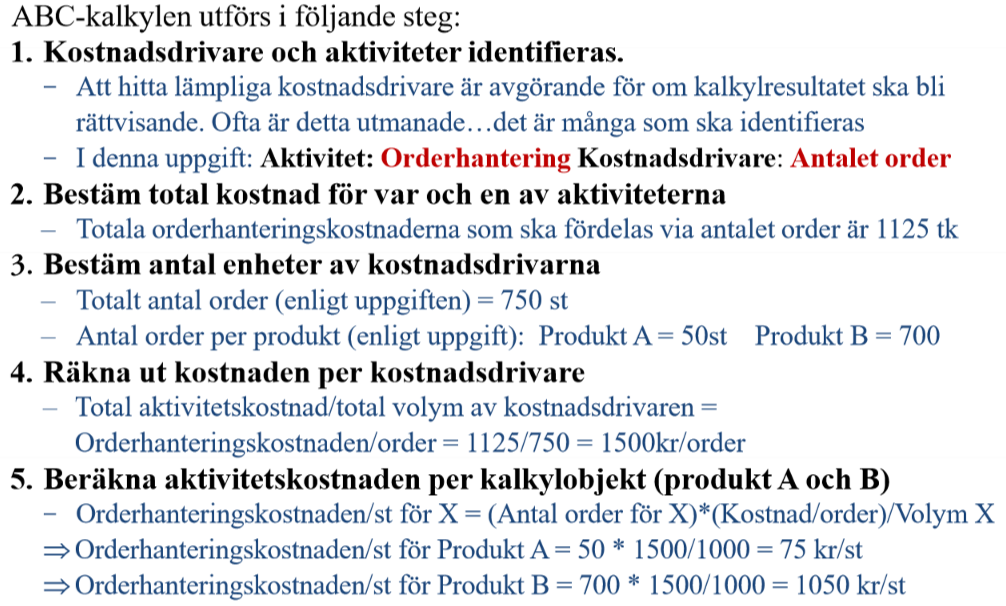 ABC-kalkylen utförs i följande steg:
1. Kostnadsdrivare och aktiviteter identifieras.
– Att hitta lämpliga kostnadsdrivare är avgörande för om kalkylresultatet ska bli
rättvisande. Ofta är detta utmanade…det är många som ska identifieras
– I denna uppgift: Aktivitet: Orderhantering Kostnadsdrivare: Antalet order
2. Bestäm total kostnad för var och en av aktiviteterna
– Totala orderhanteringskostnaderna som ska fördelas via antalet order är 1125 tk
3. Bestäm antal enheter av kostnadsdrivarna
– Totalt antal order (enligt uppgiften) = 750 st
– Antal order per produkt (enligt uppgift): Produkt A = 50st Produkt B = 700
4. Räkna ut kostnaden per kostnadsdrivare
– Total aktivitetskostnad/total volym av kostnadsdrivaren =
Orderhanteringskostnaden/order = 1125/750 = 1500kr/order
5. Beräkna aktivitetskostnaden per kalkylobjekt (produkt A och B)
– Orderhanteringskostnaden/st för X = (Antal order för X)*(Kostnad/order)/Volym X
⇒ Orderhanteringskostnaden/st för Produkt A = 50 * 1500/1000 = 75 kr/st
⇒ Orderhanteringskostnaden/st för Produkt B = 700 * 1500/1000 = 1050 kr/st